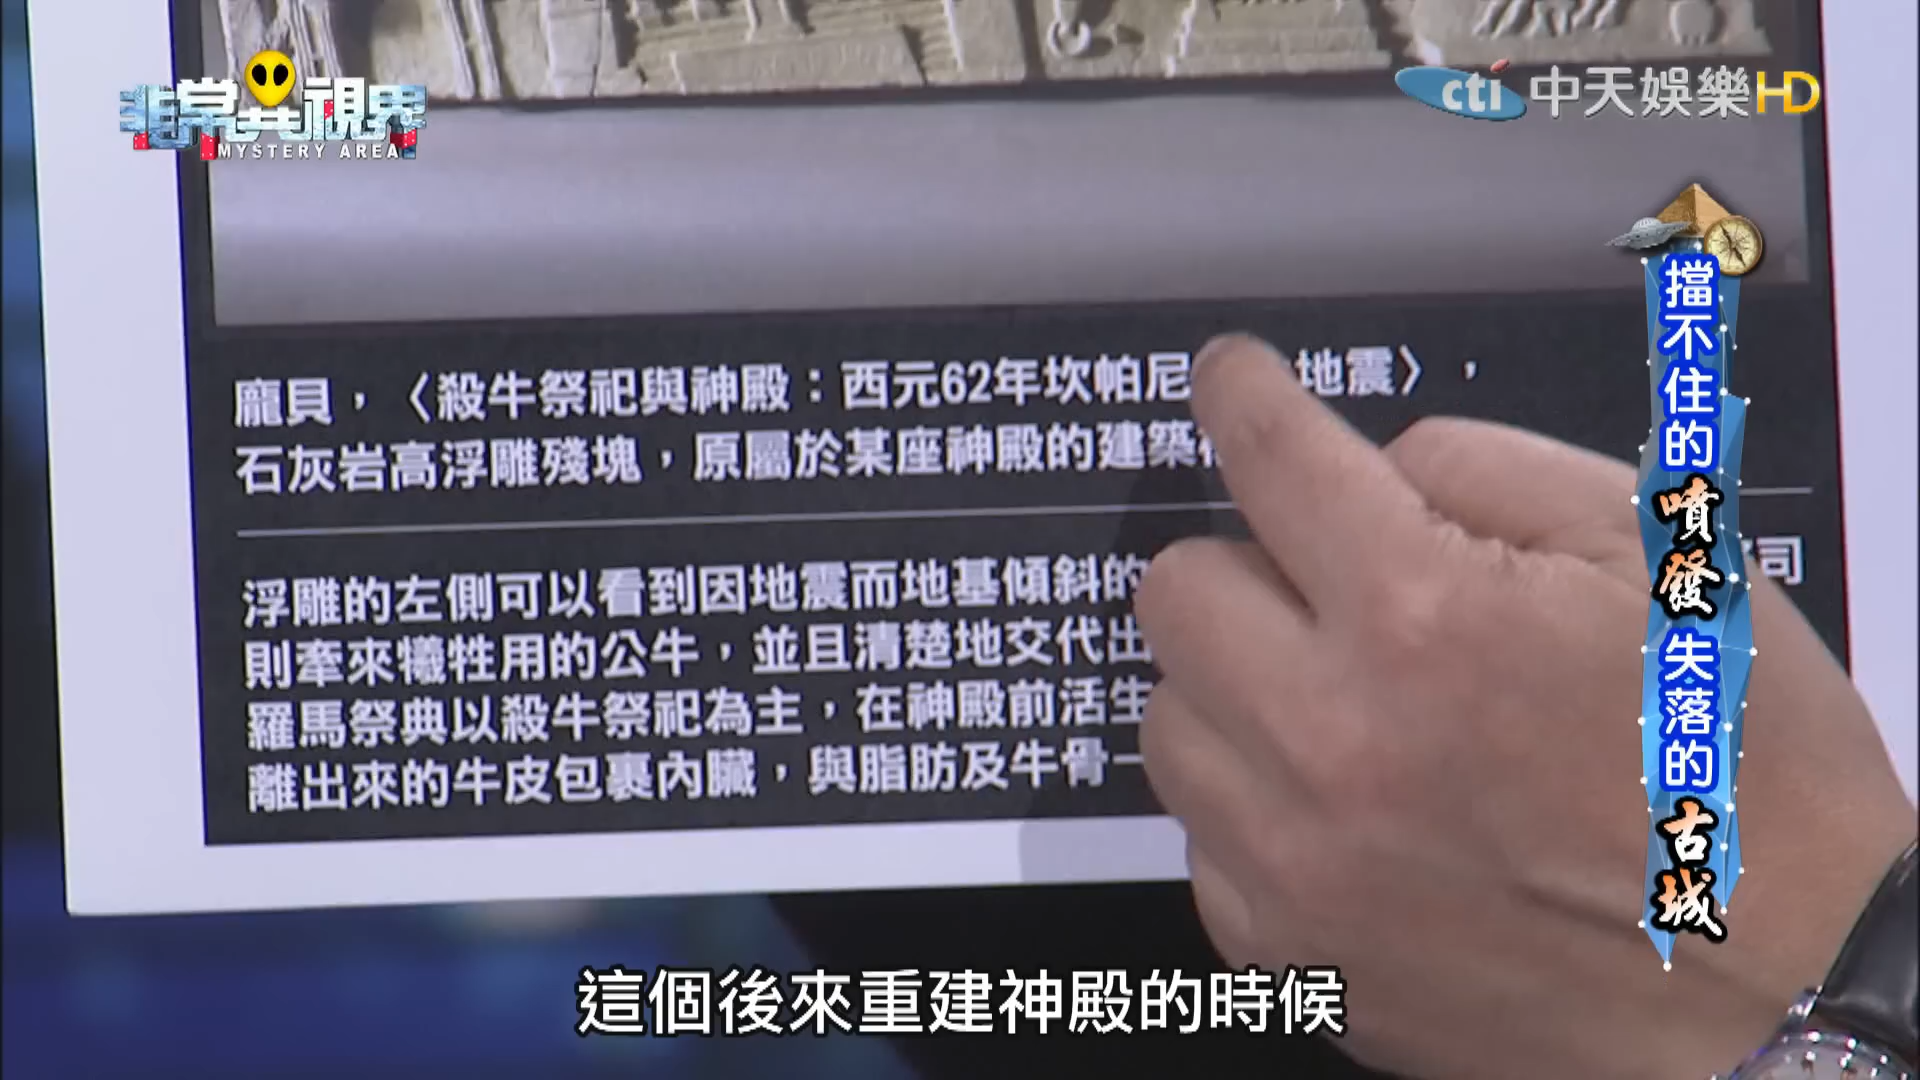 非常異視界
MYSTERY AREA
cti 中天娛樂HD
擋不住的噴發 失落的古城
龐貝，〈殺牛祭祀與神殿：西元62年坎帕尼 地震〉，
石灰岩高浮雕殘塊，原屬於某座神殿的建築
浮雕的左側可以看到因地震而地基傾斜的 司
則牽來犧牲用的公牛，並且清楚地交代出
羅馬祭典以殺牛祭祀為主，在神殿前活生
離出來的牛皮包裹內臟，與脂肪及牛骨一
這個後來重建神殿的時候